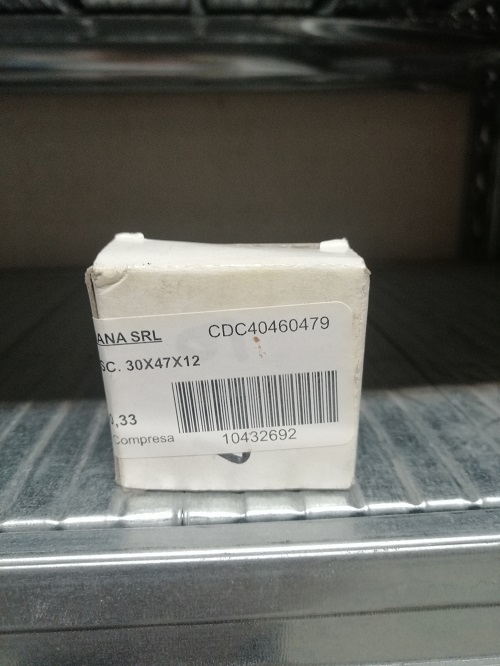 ANA SRL CDC40460479
SC. 30X47X12
,33
Compresa 10432692